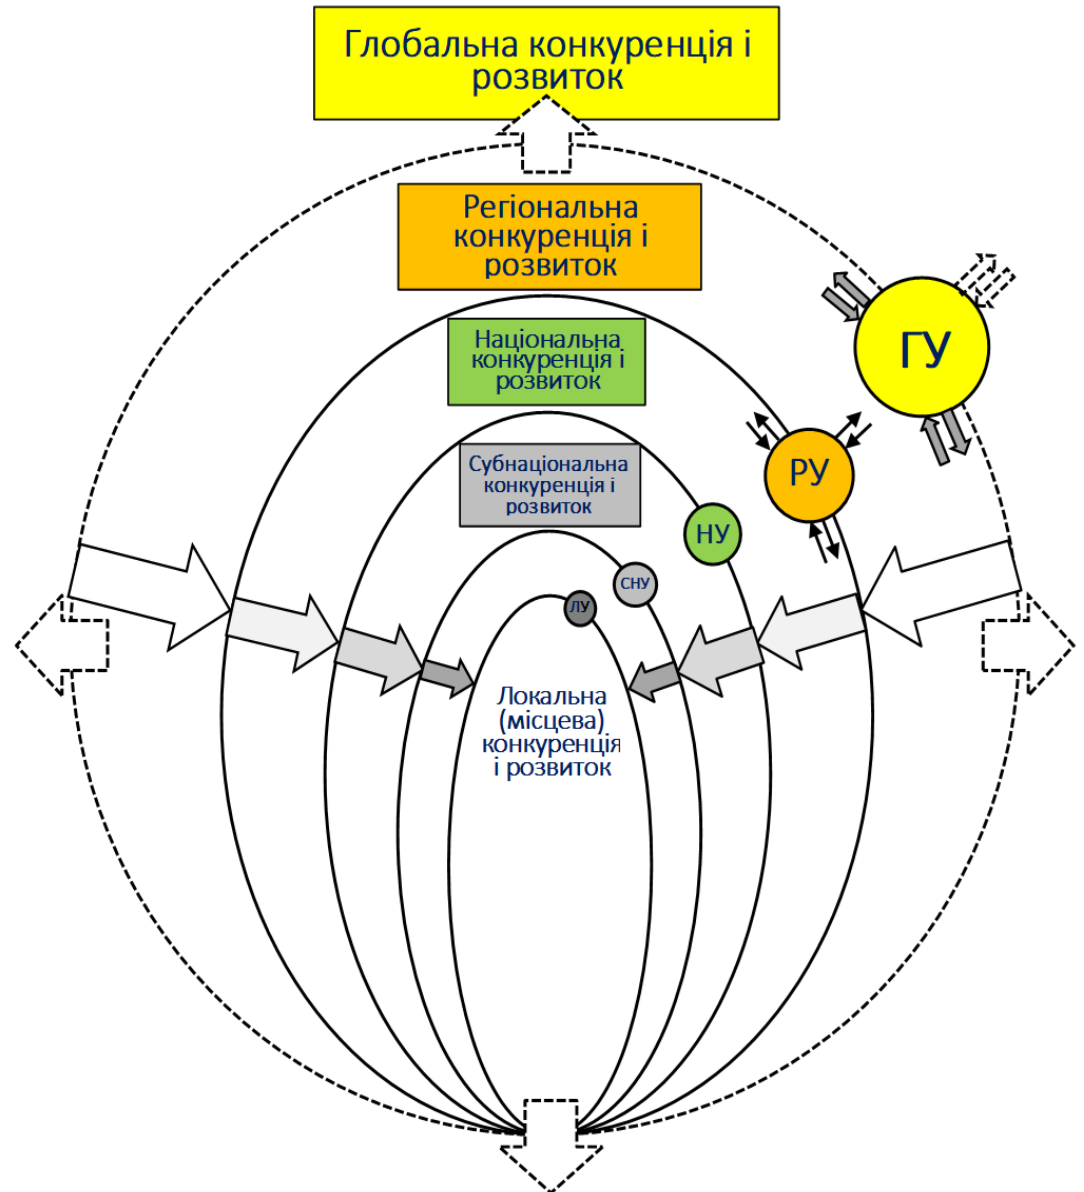 Глобальна конкуренція і
розвиток
Регіональна
конкуренція і
розвиток
Національна
конкуренція і
розвиток
ГУ
Субнаціональна
конкуренція і
розвиток
РУ
НУ
СНУ
ЛУ
Локальна
(місцева)
конкуренція
і розвиток